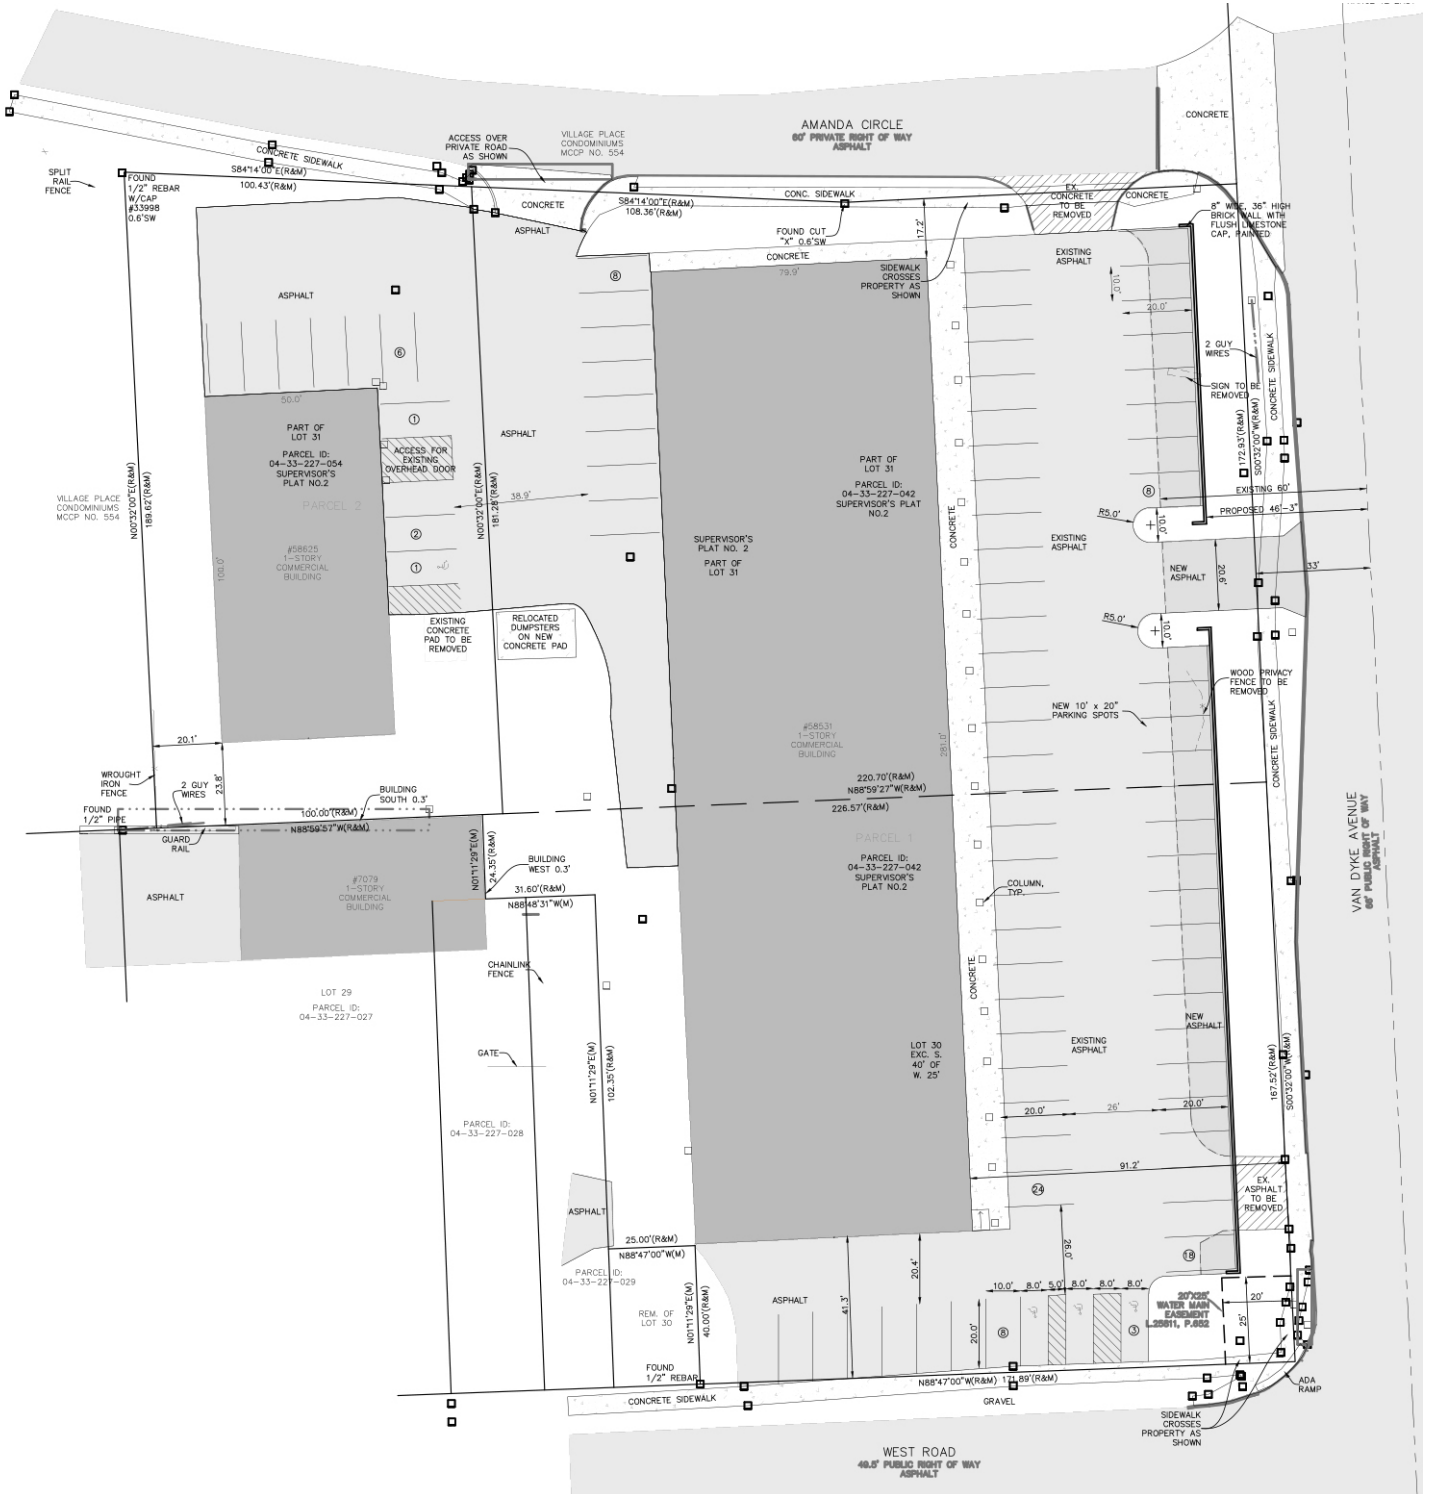 AMANDA CIRCLE
60' PRIVATE RIGHT OF WAY
ASPHALT
CONCRETE
ACCESS OVER
PRIVATE ROAD
AS SHOWN
VILLAGE PLACE
CONDOMINIUMS
MCCP NO. 554
CONCRETE SIDEWALK
SPLIT
RAIL
FENCE
FOUND
1/2" REBAR
W/CAP
#33998
0.6'SW
S84°14'00"E(R&M)
100.43'(R&M)
CONCRETE
ASPHALT
CONC. SIDEWALK
S84°14'00"E(R&M)
108.36'(R&M)
FOUND CUT
"X" 0.6'SW
17.2'
EX.
CONCRETE
TO BE
REMOVED
CONCRETE
8" WIDE, 36" HIGH
BRICK WALL WITH
FLUSH LIMESTONE
CAP, PAINTED
CONCRETE
79.9'
SIDEWALK
CROSSES
PROPERTY AS
SHOWN
EXISTING
ASPHALT
10.0'
20.0'
8
ASPHALT
6
2 GUY
WIRES
SIGN TO BE
REMOVED
CONCRETE SIDEWALK
172.93'(R&M)
S00°32'00"W(R&M)
50.0'
PART OF
LOT 31
PARCEL ID:
04-33-227-054
SUPERVISOR'S
PLAT NO.2
PARCEL 2
#58625
1-STORY
COMMERCIAL
BUILDING
100.0'
1
ACCESS FOR
EXISTING
OVERHEAD DOOR
ASPHALT
38.9'
2
1
N00°32'00"E(R&M)
189.62'(R&M)
N00°32'00"E(R&M)
181.28'(R&M)
VILLAGE PLACE
CONDOMINIUMS
MCCP NO. 554
PART OF
LOT 31
PARCEL ID:
04-33-227-042
SUPERVISOR'S PLAT
NO.2
SUPERVISOR'S
PLAT NO. 2
PART OF
LOT 31
CONCRETE
EXISTING
ASPHALT
8
R5.0'
10.0'
EXISTING 60'
PROPOSED 46'-3"
NEW
ASPHALT
20.6'
33'
R5.0'
10.0'
EXISTING
CONCRETE
PAD TO BE
REMOVED
RELOCATED
DUMPSTERS
ON NEW
CONCRETE PAD
WOOD PRIVACY
FENCE TO BE
REMOVED
NEW 10' x 20"
PARKING SPOTS
CONCRETE SIDEWALK
#58531
1-STORY
COMMERCIAL
BUILDING
281.0'
20.1'
23.8'
WROUGHT
IRON
FENCE
2 GUY
WIRES
BUILDING
SOUTH 0.3'
FOUND
1/2" PIPE
100.00'(R&M)
N88°59'57"W(R&M)
GUARD
RAIL
220.70'(R&M)
N88°59'27"W(R&M)
226.57'(R&M)
PARCEL 1
PARCEL ID:
04-33-227-042
SUPERVISOR'S
PLAT NO.2
VAN DYKE AVENUE
66' PUBLIC RIGHT OF WAY
ASPHALT
ASPHALT
#7079
1-STORY
COMMERCIAL
BUILDING
N01°11'29"E(M)
24.35'(R&M)
BUILDING
WEST 0.3'
31.60'(R&M)
N88°48'31"W(M)
COLUMN,
TYP.
CHAINLINK
FENCE
CONCRETE
LOT 29
PARCEL ID:
04-33-227-027
GATE
N01°11'29"E(M)
102.35'(R&M)
LOT 30
EXC. S.
40' OF
W. 25'
EXISTING
ASPHALT
NEW
ASPHALT
167.52'(R&M)
S00°32'00"W(R&M)
20.0'
26'
20.0'
PARCEL ID:
04-33-227-028
91.2'
24
EX.
ASPHALT
TO BE
REMOVED
ASPHALT
25.00'(R&M)
N88°47'00"W(M)
PARCEL ID:
04-33-227-029
REM. OF
LOT 30
N01°11'29"E(M)
40.00'(R&M)
26.0'
18
41.3'
20.4'
ASPHALT
10.0'
8.0'
5.0'
8.0'
8.0'
8.0'
20.0'
8
3
20'X25'
WATER MAIN
EASEMENT
L.25611, P.652
20'
25'
FOUND
1/2" REBAR
N88°47'00"W(R&M) 171.89'(R&M)
CONCRETE SIDEWALK
GRAVEL
ADA
RAMP
SIDEWALK
CROSSES
PROPERTY AS
SHOWN
WEST ROAD
49.5' PUBLIC RIGHT OF WAY
ASPHALT